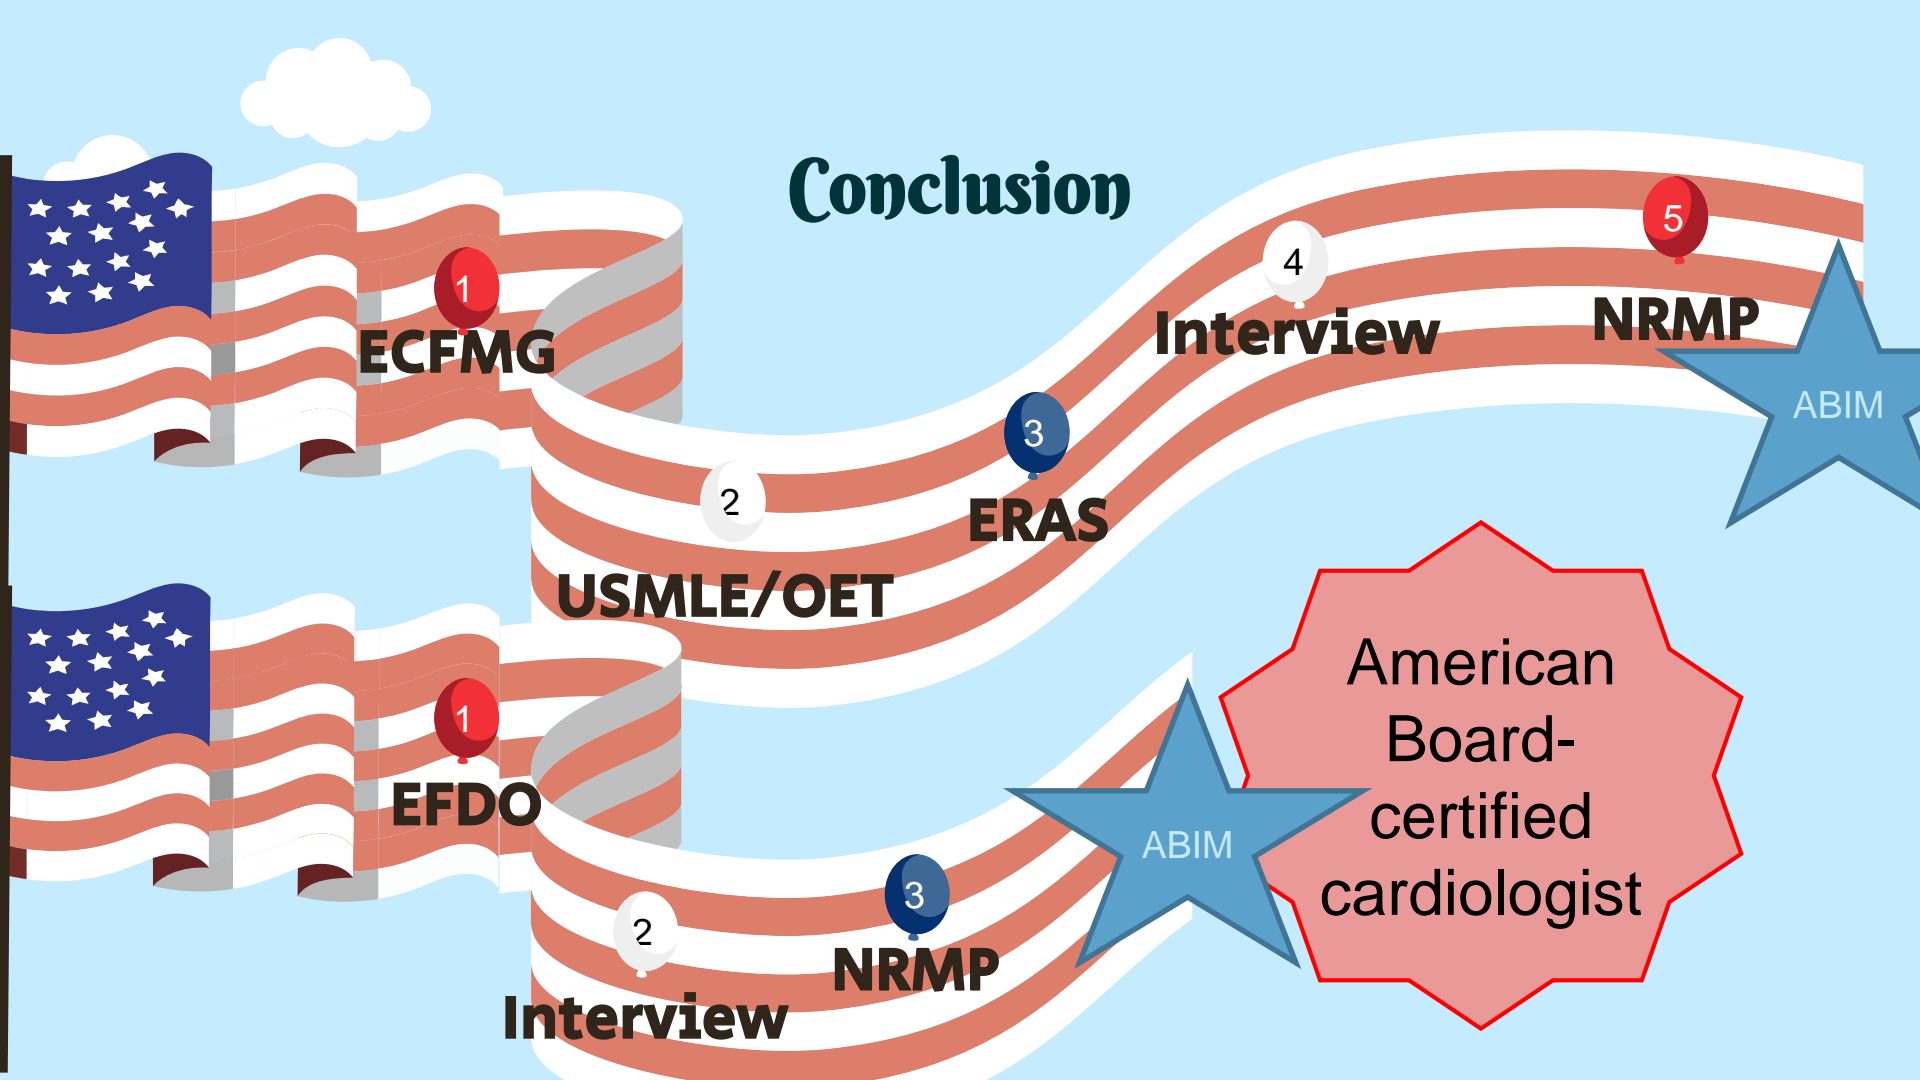 Conclusion
1
ECFMG
2
USMLE/OET
3
ERAS
4
Interview
5
NRMP
ABIM
1
EFDO
2
Interview
3
NRMP
ABIM
American
Board-
certified
cardiologist